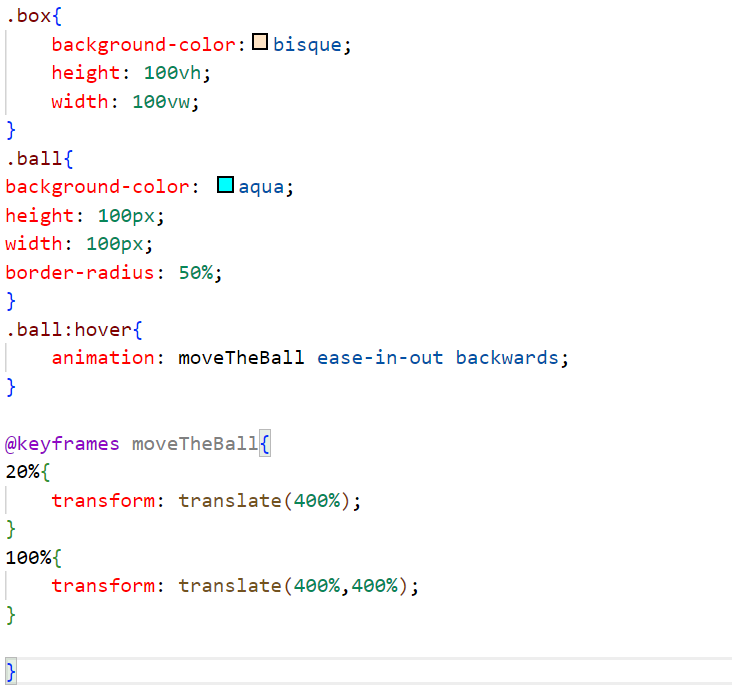 .box{
    background-color: bisque;
    height: 100vh;
    width: 100vw;
}
.ball{
background-color: aqua;
height: 100px;
width: 100px;
border-radius: 50%;
}
.ball:hover{
    animation: moveTheBall ease-in-out backwards;
}

@keyframes moveTheBall{
20%{
    transform: translate(400%);
}
100%{
    transform: translate(400%,400%);
}

}